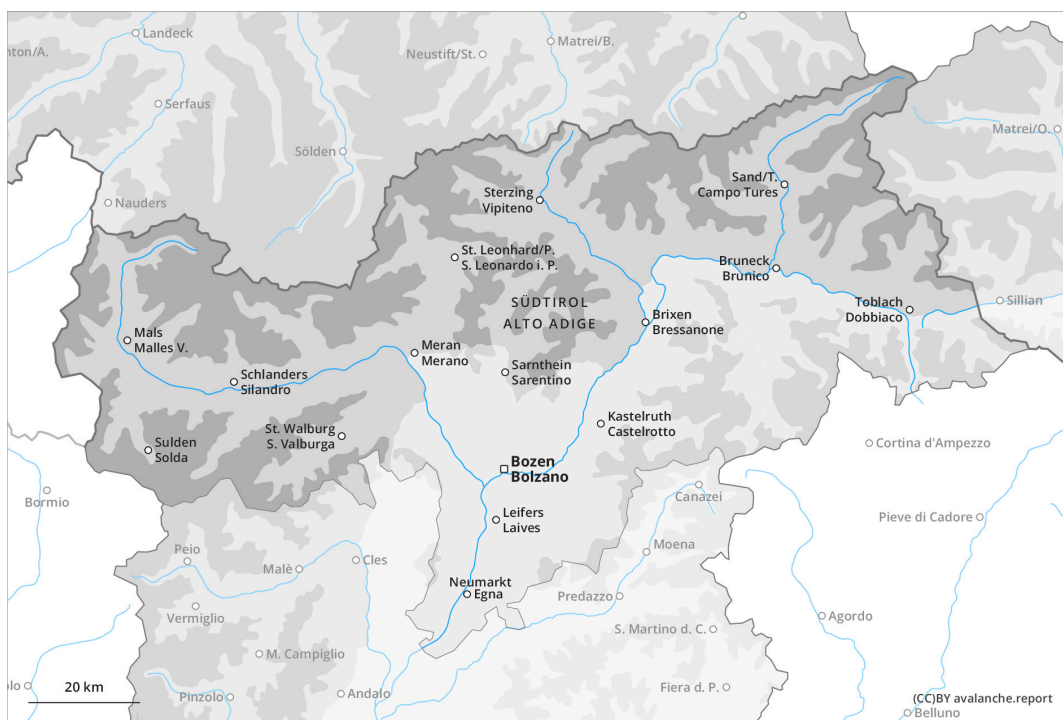 Landeck
nton/A.
Neustift/St.
Matrei/B.
Serfaus
Sölden
Matrei/O.
Nauders
Sterzing
Vipiteno
Sand/T.
Campo Tures
St. Leonhard/P.
S. Leonardo i. P.
Bruneck
Brunico
SÜDTIROL
ALTO ADIGE
Toblach
Dobbiaco
Sillian
Brixen
Bressanone
Mals
Malles V.
Meran
Merano
Sarnthein
Sarentino
Schlanders
Silandro
Kastelruth
Castelrotto
St. Walburg
S. Valburga
Sulden
Solda
Cortina d'Ampezzo
Bozen
Bolzano
Bormio
Canazei
Leifers
Laives
Pieve di Cadore
Peio
Malè
Cles
Moena
Neumarkt
Egna
Predazzo
Vermiglio
Agordo
S. Martino d. C.
M. Campiglio
olo
20 km
Pinzolo
Andalo
Fiera d. P.
(CC)BY avalanche.report
Belluno